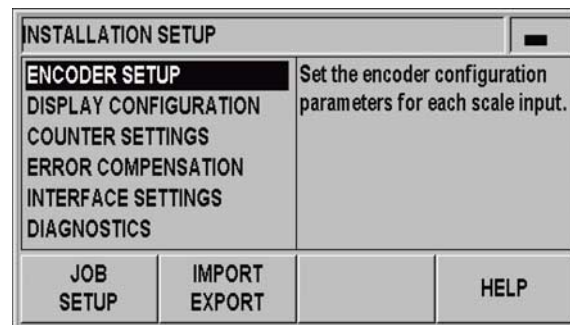 INSTALLATION SETUP
ENCODER SETUP
DISPLAY CONFIGURATION
COUNTER SETTINGS
ERROR COMPENSATION
INTERFACE SETTINGS
DIAGNOSTICS
Set the encoder configuration
parameters for each scale input.
JOB
SETUP
IMPORT
EXPORT
HELP